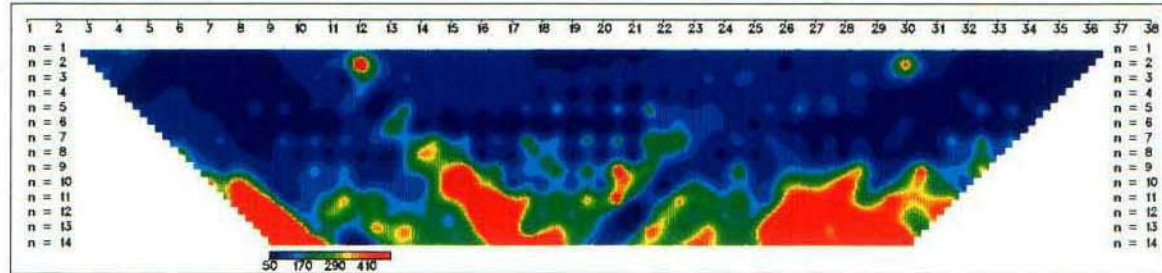 1 2 3 4 5 6 7 8 9 10 11 12 13 14 15 16 17 18 19 20 21 22 23 24 25 26 27 28 29 30 31 32 33 34 35 36 37 38
n = 1 n = 1
n = 2 n = 2
n = 3 n = 3
n = 4 n = 4
n = 5 n = 5
n = 6 n = 6
n = 7 n = 7
n = 8 n = 8
n = 9 n = 9
n = 10 n = 10
n = 11 n = 11
n = 12 n = 12
n = 13 n = 13
n = 14 n = 14
50 170 290 410